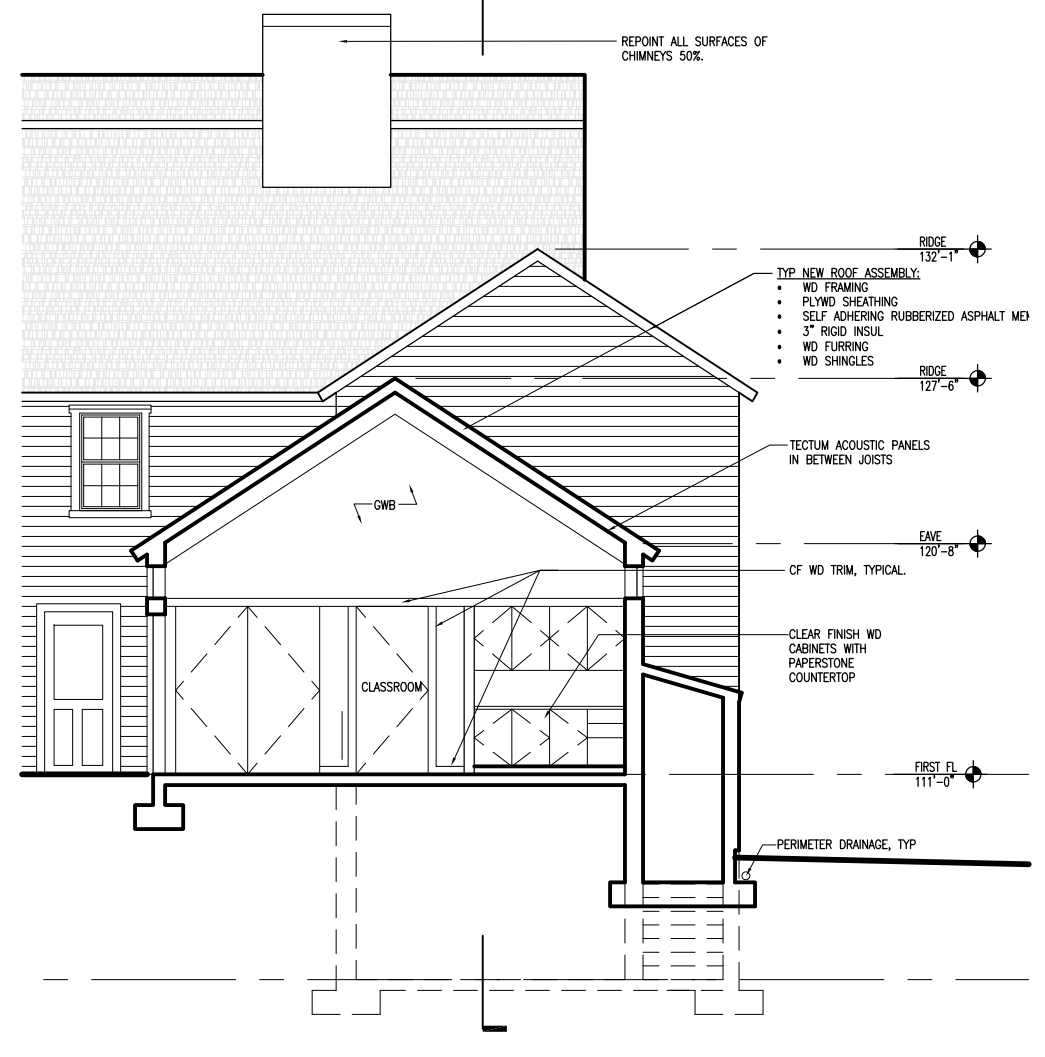 REPOINT ALL SURFACES OF
CHIMNEYS 50%.
RIDGE
132'-1"
TYP NEW ROOF ASSEMBLY:
• WD FRAMING
• PLYWD SHEATHING
• SELF ADHERING RUBBERIZED ASPHALT
• 3" RIGID INSUL
• WD FURRING
• WD SHINGLES
RIDGE
127'-6"
TECTUM ACOUSTIC PANELS
IN BETWEEN JOISTS
GWB
EAVE
120'-8"
CF WD TRIM, TYPICAL.
CLEAR FINISH WD
CABINETS WITH
PAPERSTONE
COUNTERTOP
CLASSROOM
FIRST FL
111'-0"
PERIMETER DRAINAGE, TYP